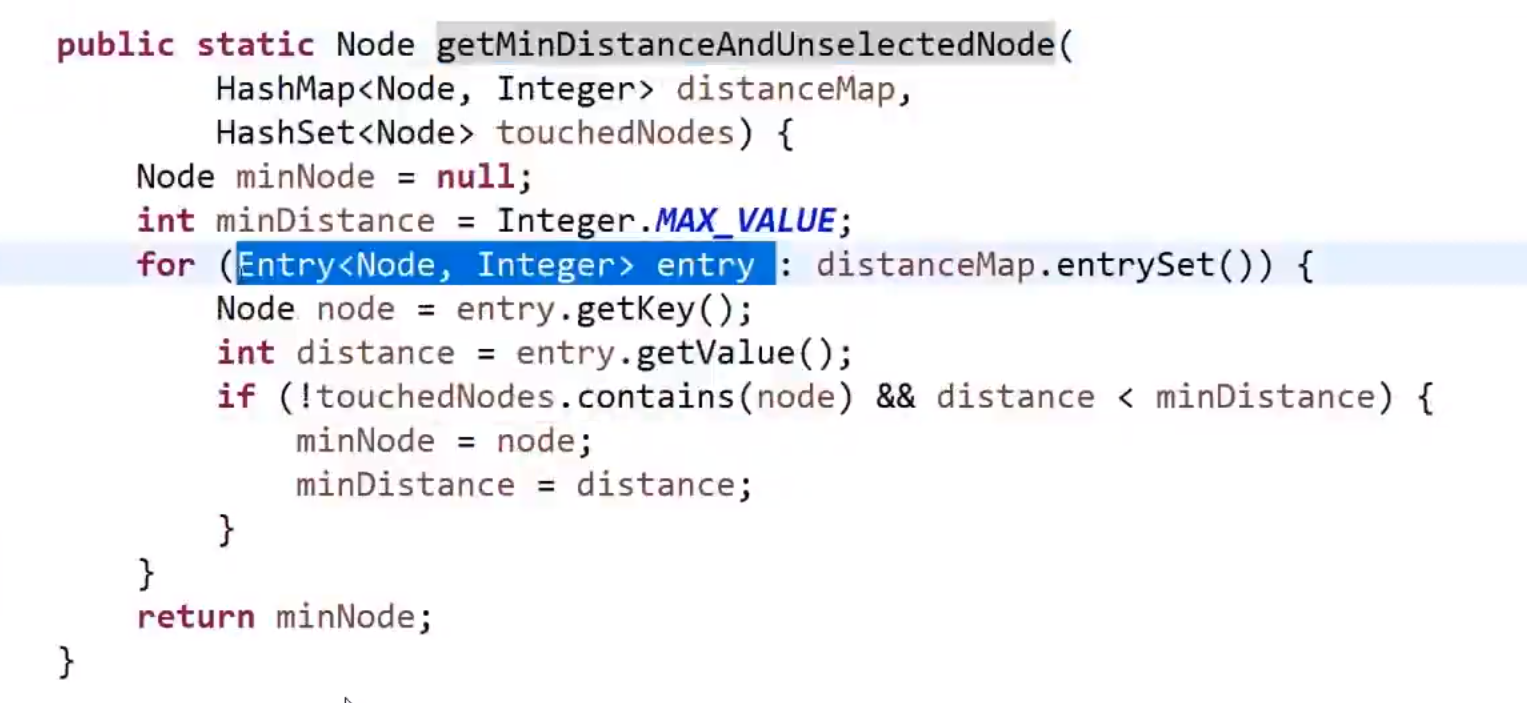 public static Node getMinDistanceAndUnselectedNode(
        HashMap<Node, Integer> distanceMap,
        HashSet<Node> touchedNodes) {
    Node minNode = null;
    int minDistance = Integer.MAX_VALUE;
    for (Entry<Node, Integer> entry : distanceMap.entrySet()) {
        Node node = entry.getKey();
        int distance = entry.getValue();
        if (!touchedNodes.contains(node) && distance < minDistance) {
            minNode = node;
            minDistance = distance;
        }
    }
    return minNode;
}